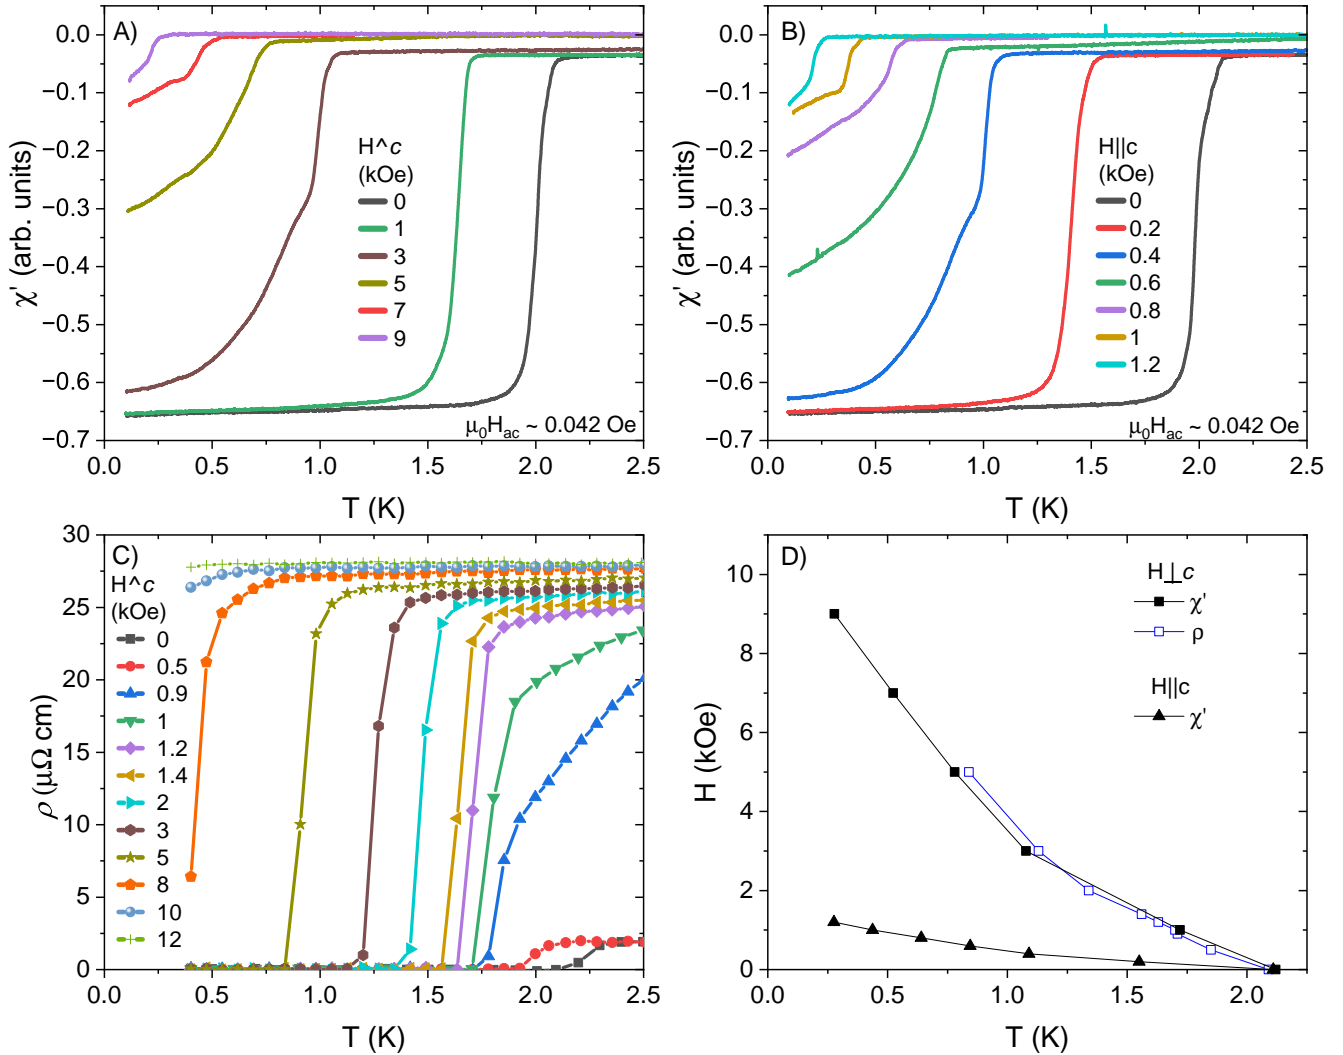 A)
0.0
−0.1
−0.2
−0.3
−0.4
−0.5
−0.6
−0.7
χ' (arb. units)
H^c
(kOe)
0
1
3
5
7
9
μ0Hac ~ 0.042 Oe
0.0 0.5 1.0 1.5 2.0 2.5
T (K)
B)
0.0
−0.1
−0.2
−0.3
−0.4
−0.5
−0.6
−0.7
χ' (arb. units)
H||c
(kOe)
0
0.2
0.4
0.6
0.8
1
1.2
μ0Hac ~ 0.042 Oe
0.0 0.5 1.0 1.5 2.0 2.5
T (K)
C)
30
25
20
15
10
5
0
ρ (μΩ cm)
H^c
(kOe)
0
0.5
0.9
1
1.2
1.4
2
3
5
8
10
12
0.0 0.5 1.0 1.5 2.0 2.5
T (K)
D)
10
8
6
4
2
0
H (kOe)
H⊥c
χ'
ρ
H||c
χ'
0.0 0.5 1.0 1.5 2.0
T (K)